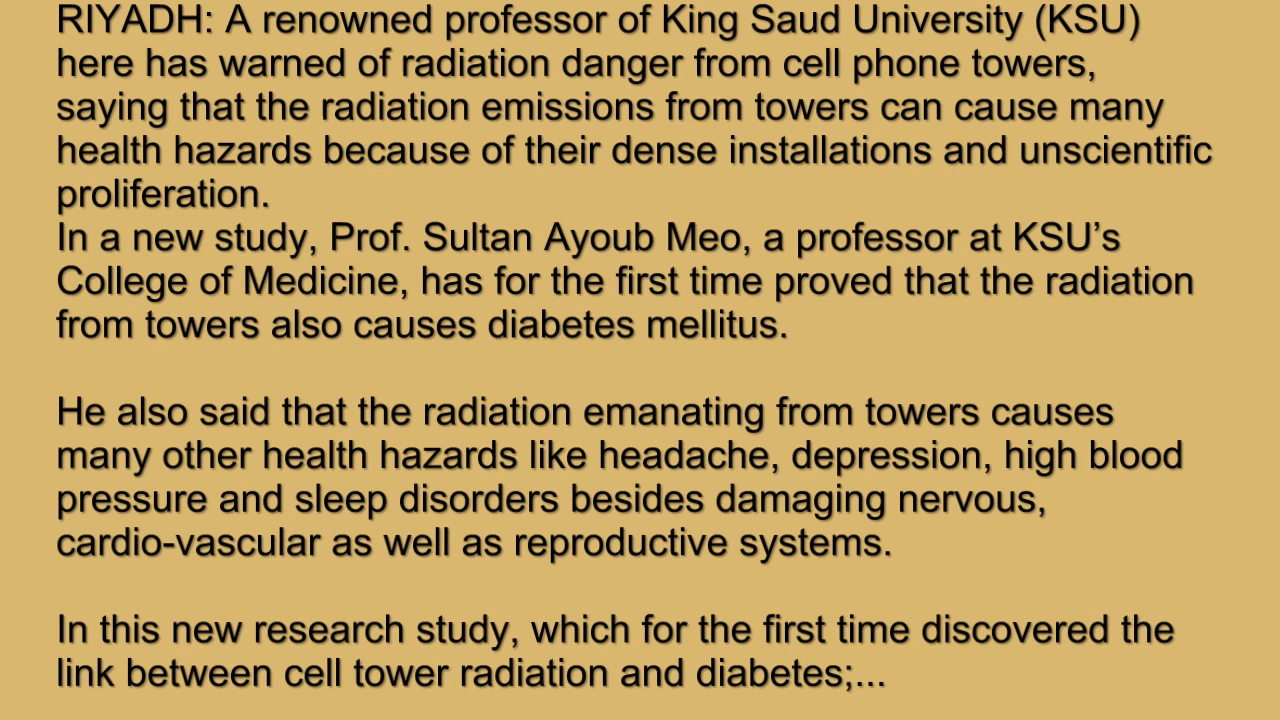 RIYADH: A renowned professor of King Saud University (KSU)
here has warned of radiation danger from cell phone towers,
saying that the radiation emissions from towers can cause many
health hazards because of their dense installations and unscientific
proliferation.
In a new study, Prof. Sultan Ayoub Meo, a professor at KSU’s
College of Medicine, has for the first time proved that the radiation
from towers also causes diabetes mellitus.
He also said that the radiation emanating from towers causes
many other health hazards like headache, depression, high blood
pressure and sleep disorders besides damaging nervous,
cardio-vascular as well as reproductive systems.
In this new research study, which for the first time discovered the
link between cell tower radiation and diabetes;...